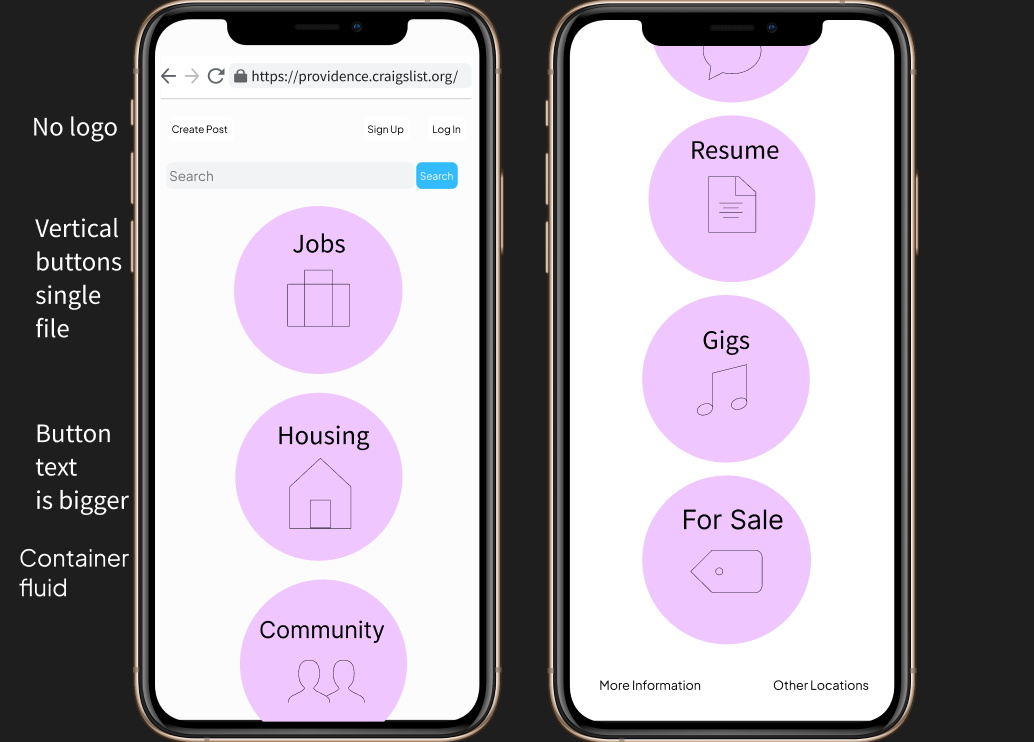 No logo
Vertical
buttons
single
file
Button
text
is bigger
Container
fluid
https://providence.craigslist.org/
Create Post
Sign Up
Log In
Search
Search
Jobs
Housing
Community
Resume
Gigs
For Sale
More Information
Other Locations